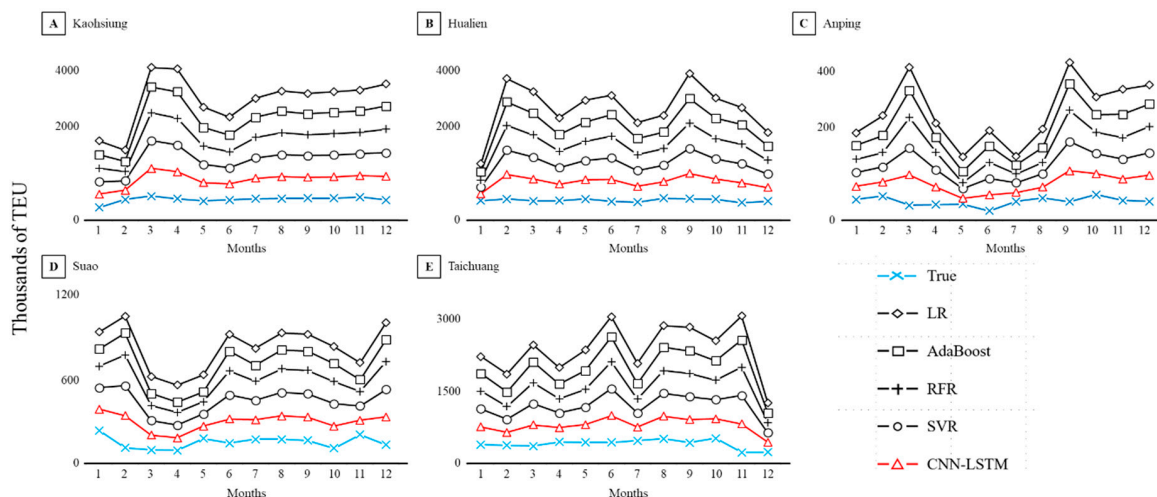 A Kaohsiung
B Hualien
C Anping
4000
2000
0
4000
2000
0
400
200
0
1 2 3 4 5 6 7 8 9 10 11 12
1 2 3 4 5 6 7 8 9 10 11 12
1 2 3 4 5 6 7 8 9 10 11 12
Months
Months
Months
Thousands of TEU
D Suao
E Taichuang
1200
600
0
3000
1500
0
1 2 3 4 5 6 7 8 9 10 11 12
1 2 3 4 5 6 7 8 9 10 11 12
Months
Months
True
LR
AdaBoost
RFR
SVR
CNN-LSTM